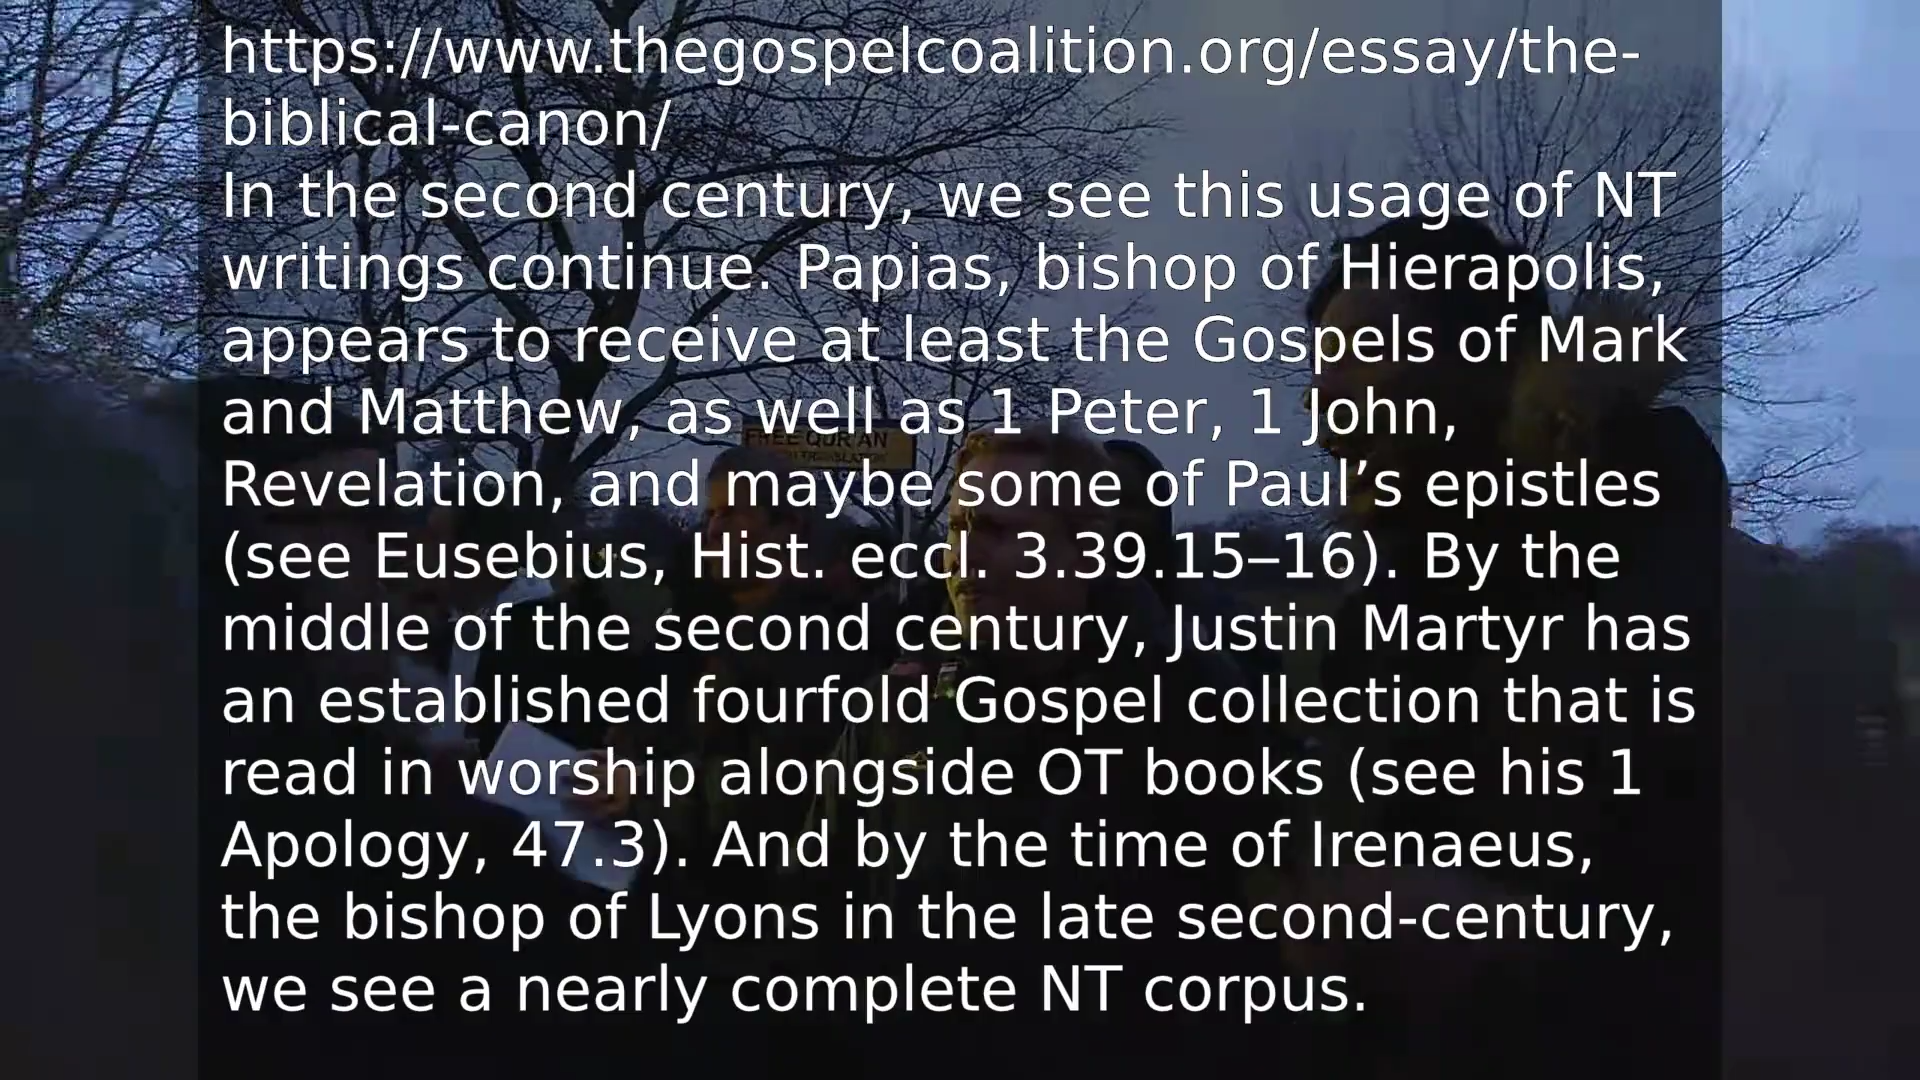 https://www.thegospelcoalition.org/essay/the-
biblical-canon/
In the second century, we see this usage of NT
writings continue. Papias, bishop of Hierapolis,
appears to receive at least the Gospels of Mark
and Matthew, as well as 1 Peter, 1 John,
Revelation, and maybe some of Paul’s epistles
(see Eusebius, Hist. eccl. 3.39.15–16). By the
middle of the second century, Justin Martyr has
an established fourfold Gospel collection that is
read in worship alongside OT books (see his 1
Apology, 47.3). And by the time of Irenaeus,
the bishop of Lyons in the late second-century,
we see a nearly complete NT corpus.
FREE QUR'AN
TRANSLATION